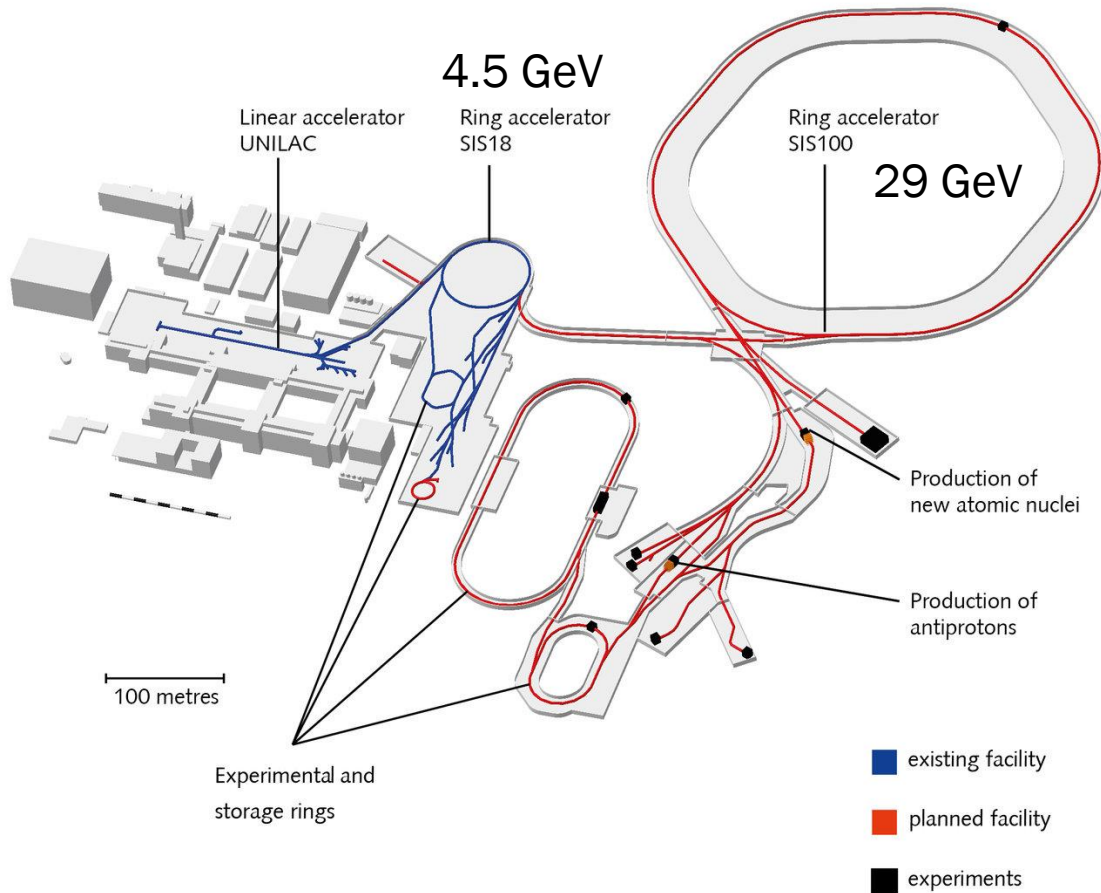 4.5 GeV
Linear accelerator
UNILAC
Ring accelerator
SIS18
Ring accelerator
SIS100
29 GeV
Production of
new atomic nuclei
Production of
antiprotons
100 metres
Experimental and
storage rings
existing facility
planned facility
experiments